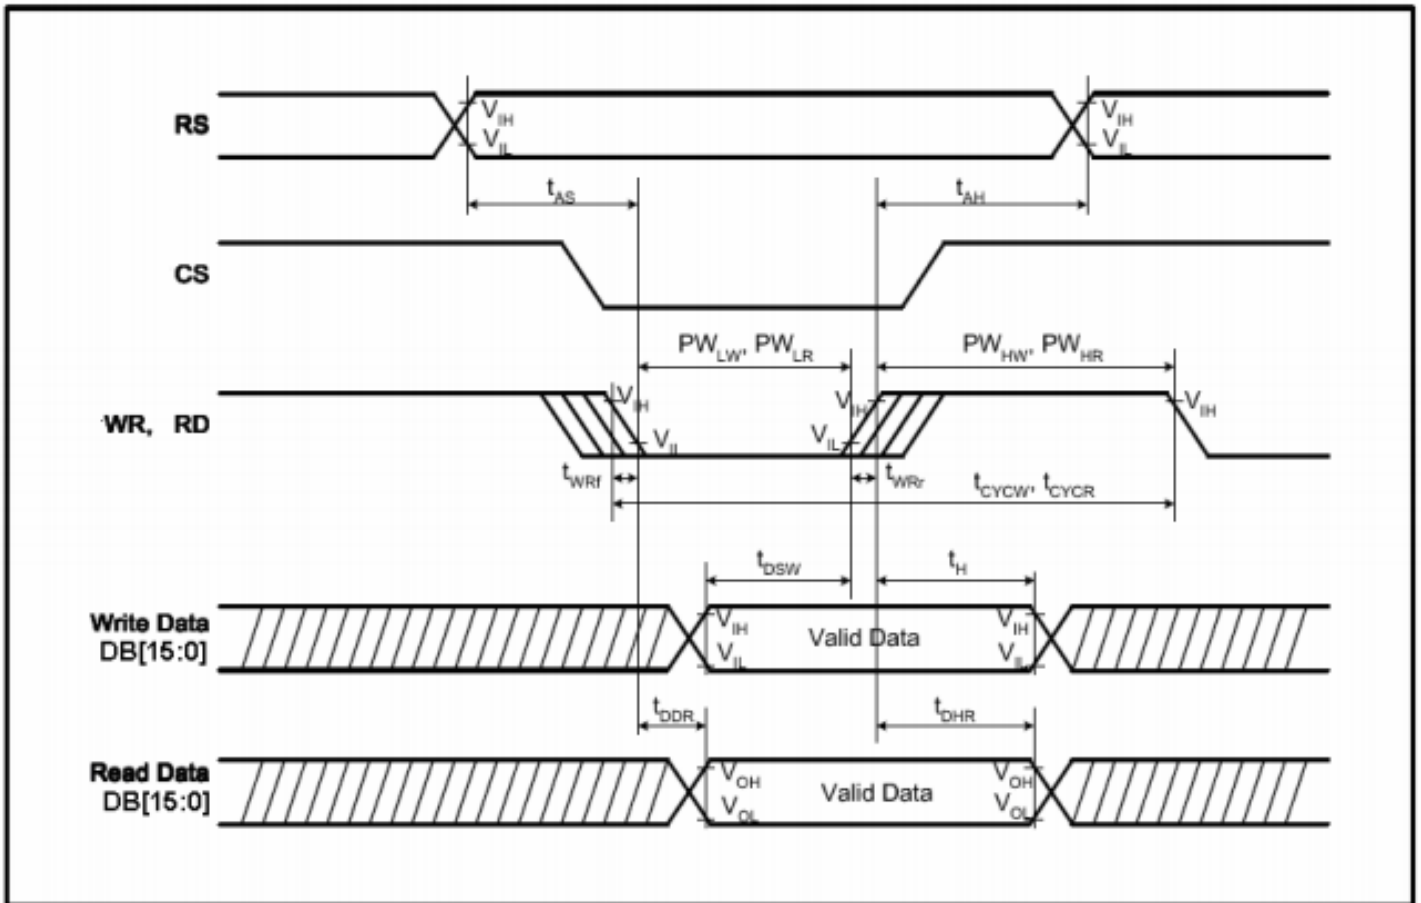 RS
V_IH
V_IL
V_IH
V_IL
t_AS
t_AH
CS
PW_LW, PW_LR
PW_HW, PW_HR
WR, RD
V_IH
V_IL
V_IH
V_IL
V_IH
t_WRf
t_WRr
t_CYCW, t_CYCR
t_DSW
t_H
Write Data
DB[15:0]
V_IH
V_IL
Valid Data
V_IH
V_IL
t_DDR
t_DHR
Read Data
DB[15:0]
V_OH
V_OL
Valid Data
V_OH
V_OL